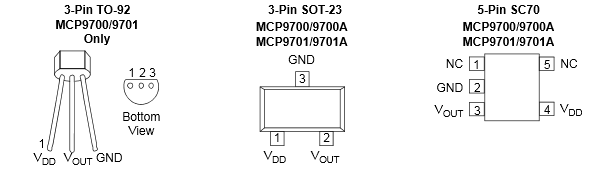 3-Pin TO-92
MCP9700/9701
Only
1 2 3
Bottom
View
1
VDD VOUT GND
3-Pin SOT-23
MCP9700/9700A
MCP9701/9701A
GND
3
1 2
VDD VOUT
5-Pin SC70
MCP9700/9700A
MCP9701/9701A
NC 1 5 NC
GND 2
VOUT 3 4 VDD